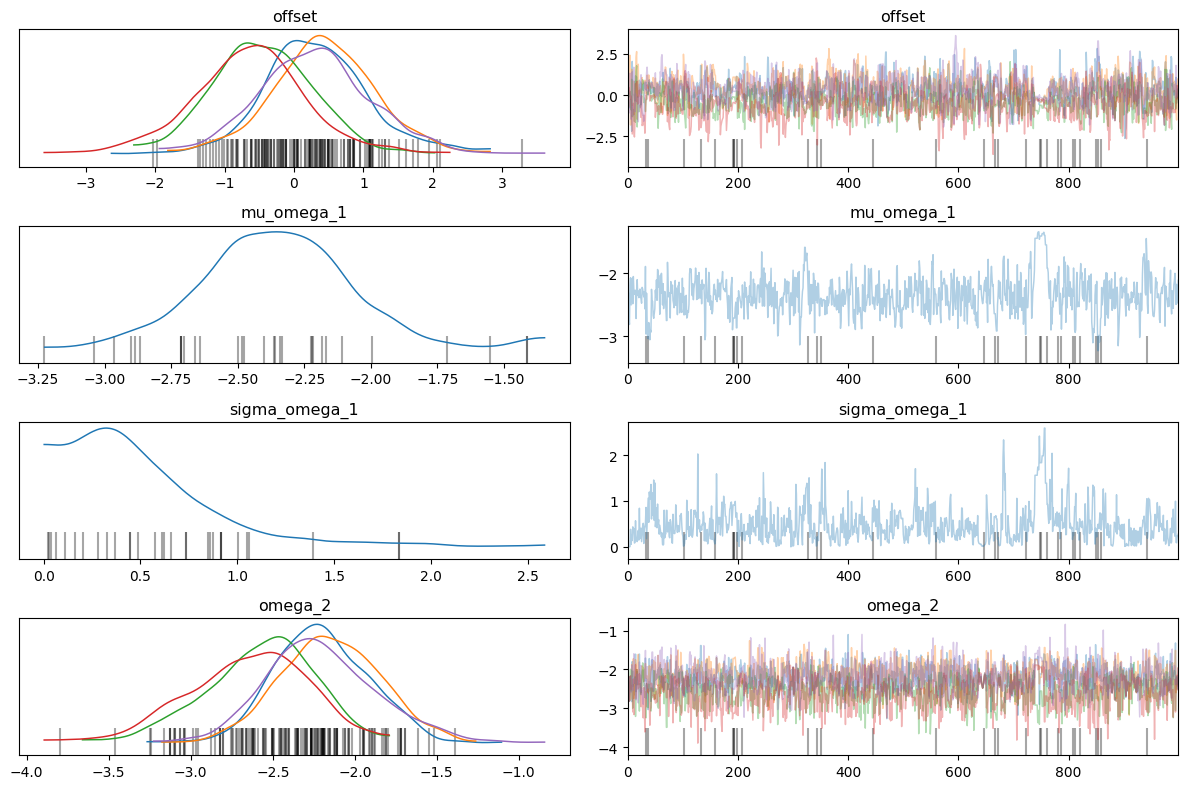 offset offset
2.5
0.0
−2.5
−3 −2 −1 0 1 2 3 0 200 400 600 800
mu_omega_1 mu_omega_1
−2
−3
−3.25 −3.00 −2.75 −2.50 −2.25 −2.00 −1.75 −1.50 0 200 400 600 800
sigma_omega_1 sigma_omega_1
2
1
0
0.0 0.5 1.0 1.5 2.0 2.5 0 200 400 600 800
omega_2 omega_2
−1
−2
−3
−4
−4.0 −3.5 −3.0 −2.5 −2.0 −1.5 −1.0 0 200 400 600 800